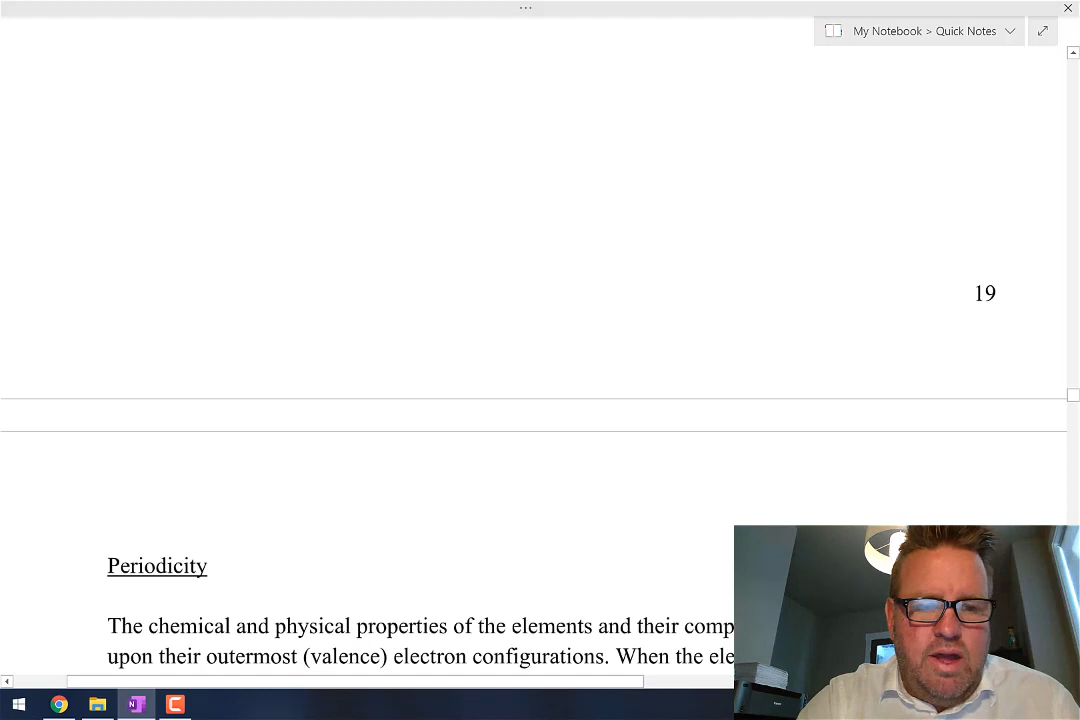 My Notebook > Quick Notes
19
Periodicity
The chemical and physical properties of the elements and their comp
upon their outermost (valence) electron configurations. When the ele